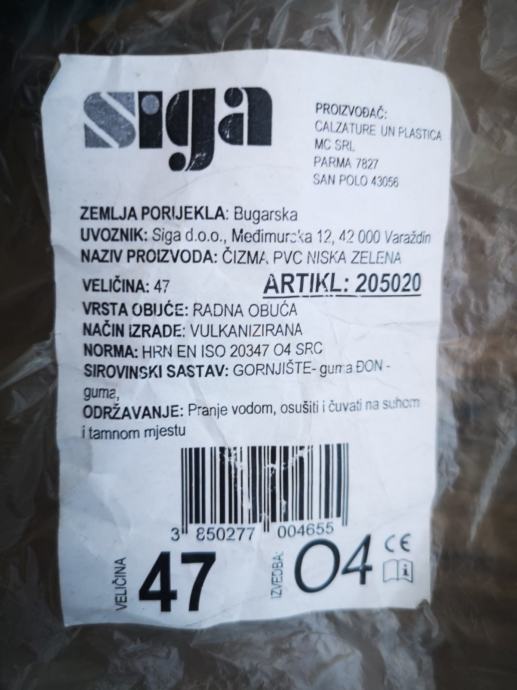 siga
PROIZVOĐAČ:
CALZATURE UN PLASTICA
MC SRL
PARMA 7827
SAN POLO 43056
ZEMLJA PORIJEKLA: Bugarska
UVOZNIK: Siga d.o.o., Međimurska 12, 42 000 Varaždin
NAZIV PROIZVODA: ČIZMA PVC NISKA ZELENA
VELIČINA: 47 ARTIKL: 205020
VRSTA OBUĆE: RADNA OBUĆA
NAČIN IZRADE: VULKANIZIRANA
NORMA: HRN EN ISO 20347 O4 SRC
SIROVINSKI SASTAV: GORNJIŠTE- guma ĐON -
guma,
ODRŽAVANJE: Pranje vodom, osušiti i čuvati na suhom
i tamnom mjestu
3 850277 004655
VELIČINA 47 IZVEDBA: O4 CE